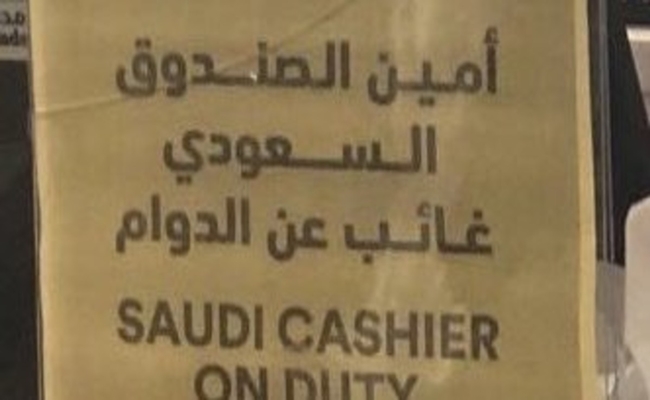 أمين الصندوق
السعودي
غائب عن الدوام
SAUDI CASHIER
ON DUTY